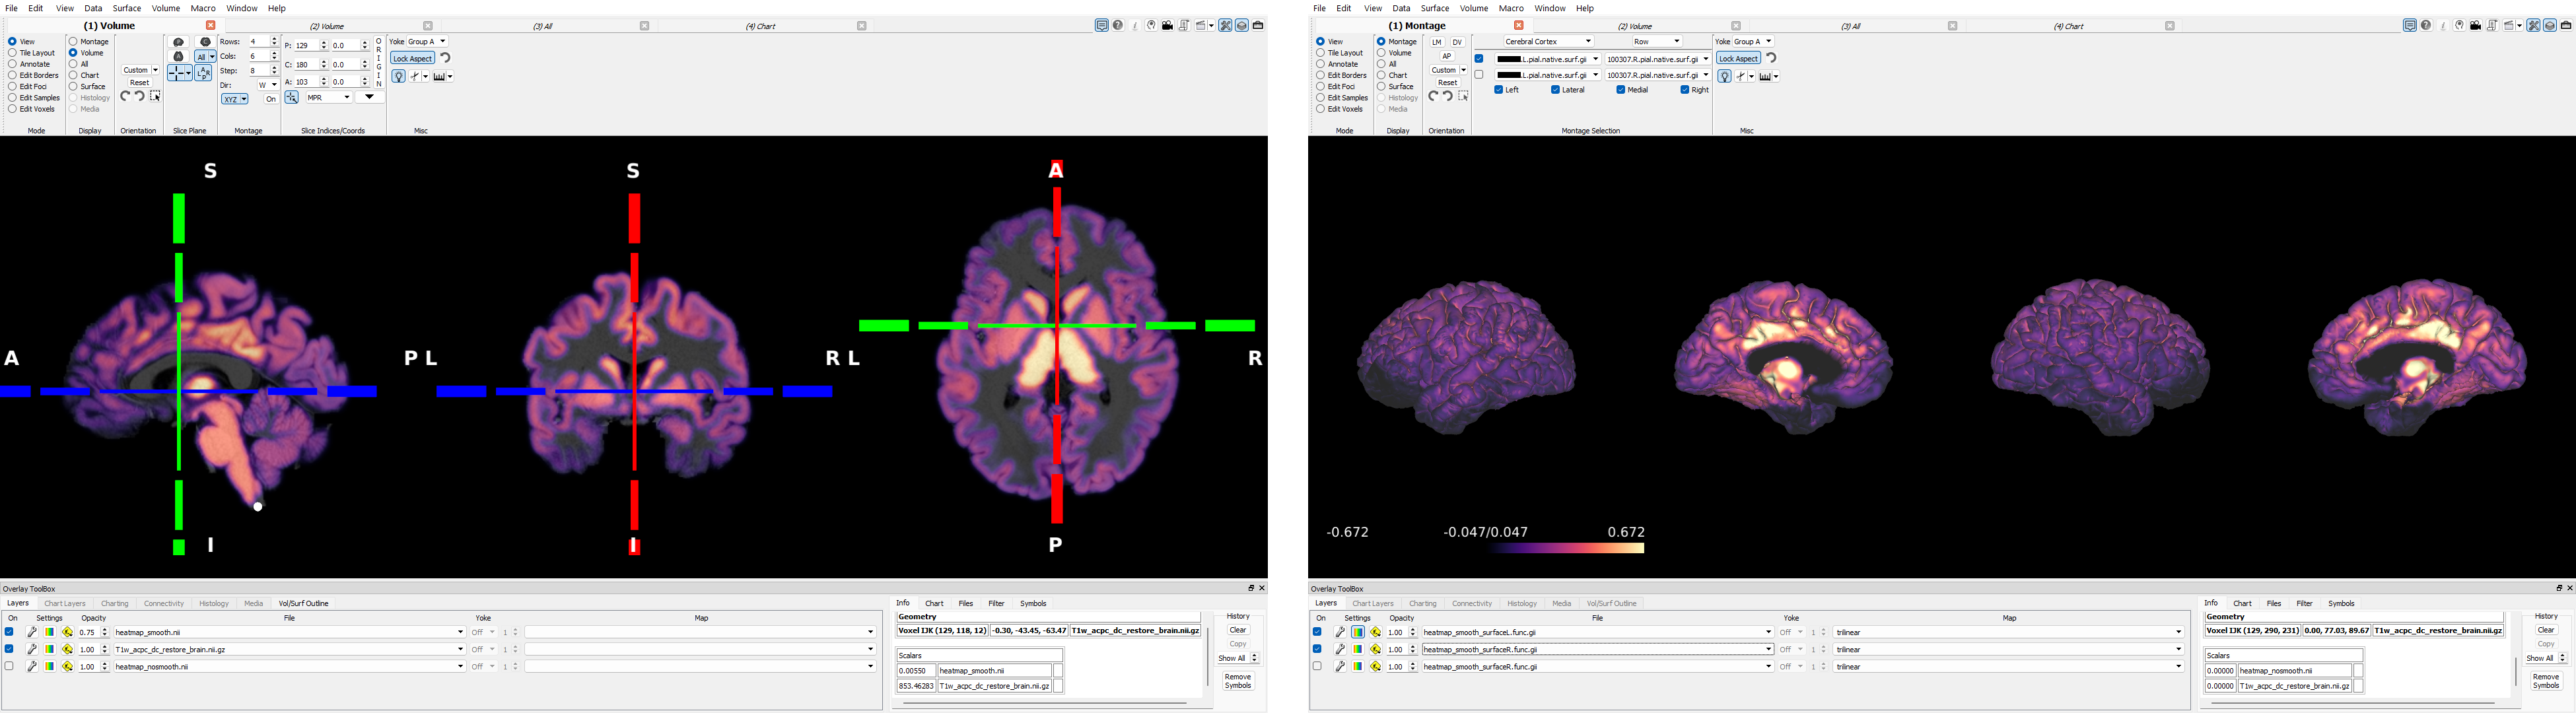 File Edit View Data Surface Volume Macro Window Help
(1) Volume (2) Volume (3) All (4) Chart
View
Tile Layout
Annotate
Edit Borders
Edit Foci
Edit Samples
Edit Voxels
Mode
Montage
Volume
All
Chart
Surface
Histology
Media
Display
Custom
Reset
Orientation
All
Slice Plane
Rows: 4
Cols: 6
Step: 8
Dir: W
XYZ On
Montage
P: 129 0.0
C: 180 0.0
A: 103 0.0
MPR
ORIGIN
Slice Indices/Coords
Yoke Group A
Lock Aspect
Misc
S S A
A P L R L R
I I P
Overlay ToolBox
Layers Chart Layers Charting Connectivity Histology Media Vol/Surf Outline
On Settings Opacity File Yoke Map
0.75 heatmap_smooth.nii Off 1
1.00 T1w_acpc_dc_restore_brain.nii.gz Off 1
1.00 heatmap_nosmooth.nii Off 1
Info Chart Files Filter Symbols
Geometry
Voxel IJK (129, 118, 12) -0.30, -43.45, -63.47 T1w_acpc_dc_restore_brain.nii.gz
Scalars
0.00550 heatmap_smooth.nii
853.46283 T1w_acpc_dc_restore_brain.nii.gz
History
Clear
Copy
Show All
Remove Symbols
File Edit View Data Surface Volume Macro Window Help
(1) Montage (2) Volume (3) All (4) Chart
View
Tile Layout
Annotate
Edit Borders
Edit Foci
Edit Samples
Edit Voxels
Mode
Montage
Volume
All
Chart
Surface
Histology
Media
Display
LM DV
AP
Custom
Reset
Orientation
Cerebral Cortex Row
.L.pial.native.surf.gii 100307.R.pial.native.surf.gii
.L.pial.native.surf.gii 100307.R.pial.native.surf.gii
Left Lateral Medial Right
Montage Selection
Yoke Group A
Lock Aspect
Misc
-0.672 -0.047/0.047 0.672
Overlay ToolBox
Layers Chart Layers Charting Connectivity Histology Media Vol/Surf Outline
On Settings Opacity File Yoke Map
1.00 heatmap_smooth_surfaceL.func.gii Off 1 trilinear
1.00 heatmap_smooth_surfaceR.func.gii Off 1 trilinear
1.00 heatmap_smooth_surfaceR.func.gii Off 1 trilinear
Info Chart Files Filter Symbols
Geometry
Voxel IJK (129, 290, 231) 0.00, 77.03, 89.67 T1w_acpc_dc_restore_brain.nii.gz
Scalars
0.00000 heatmap_nosmooth.nii
0.00000 T1w_acpc_dc_restore_brain.nii.gz
History
Clear
Copy
Show All
Remove Symbols